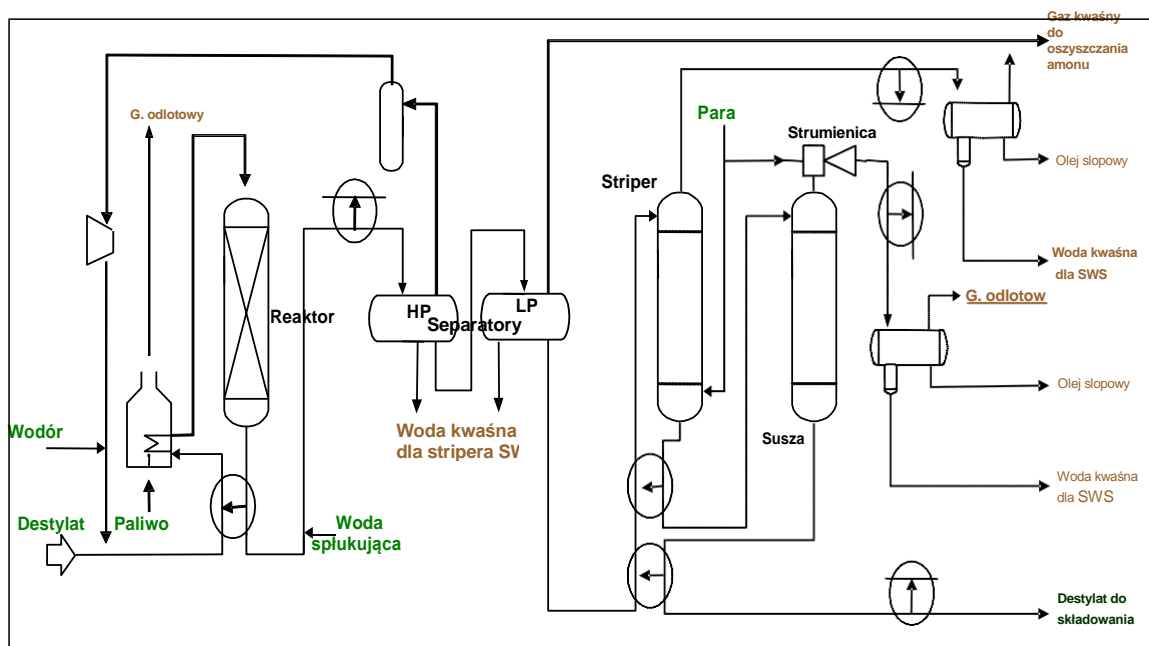 Gaz kwaśny
do
oszyszczania
amonu
G. odlotowy
Para
Strumienica
Olej slopowy
Striper
Woda kwaśna
dla SWS
Reaktor
HP
Separatory
LP
G. odlotow
Olej slopowy
Wodór
Woda kwaśna
dla stripera SW
Susza
Woda kwaśna
dla SWS
Destylat
Paliwo
Woda
spłukująca
Destylat do
składowania